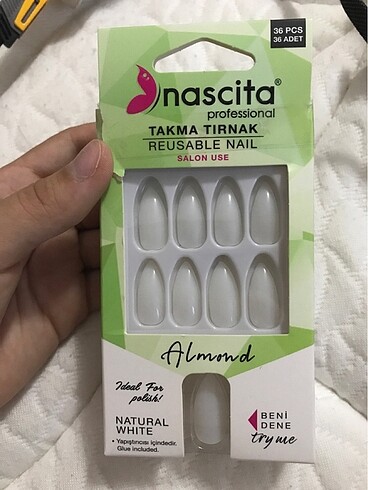 36 PCS
36 ADET
nascita®
professional
TAKMA TIRNAK
REUSABLE NAIL
SALON USE
Almond
Ideal For
polish!
NATURAL
WHITE
• Yapıştırıcısı içindedir.
Glue included.
BENİ
DENE
try me